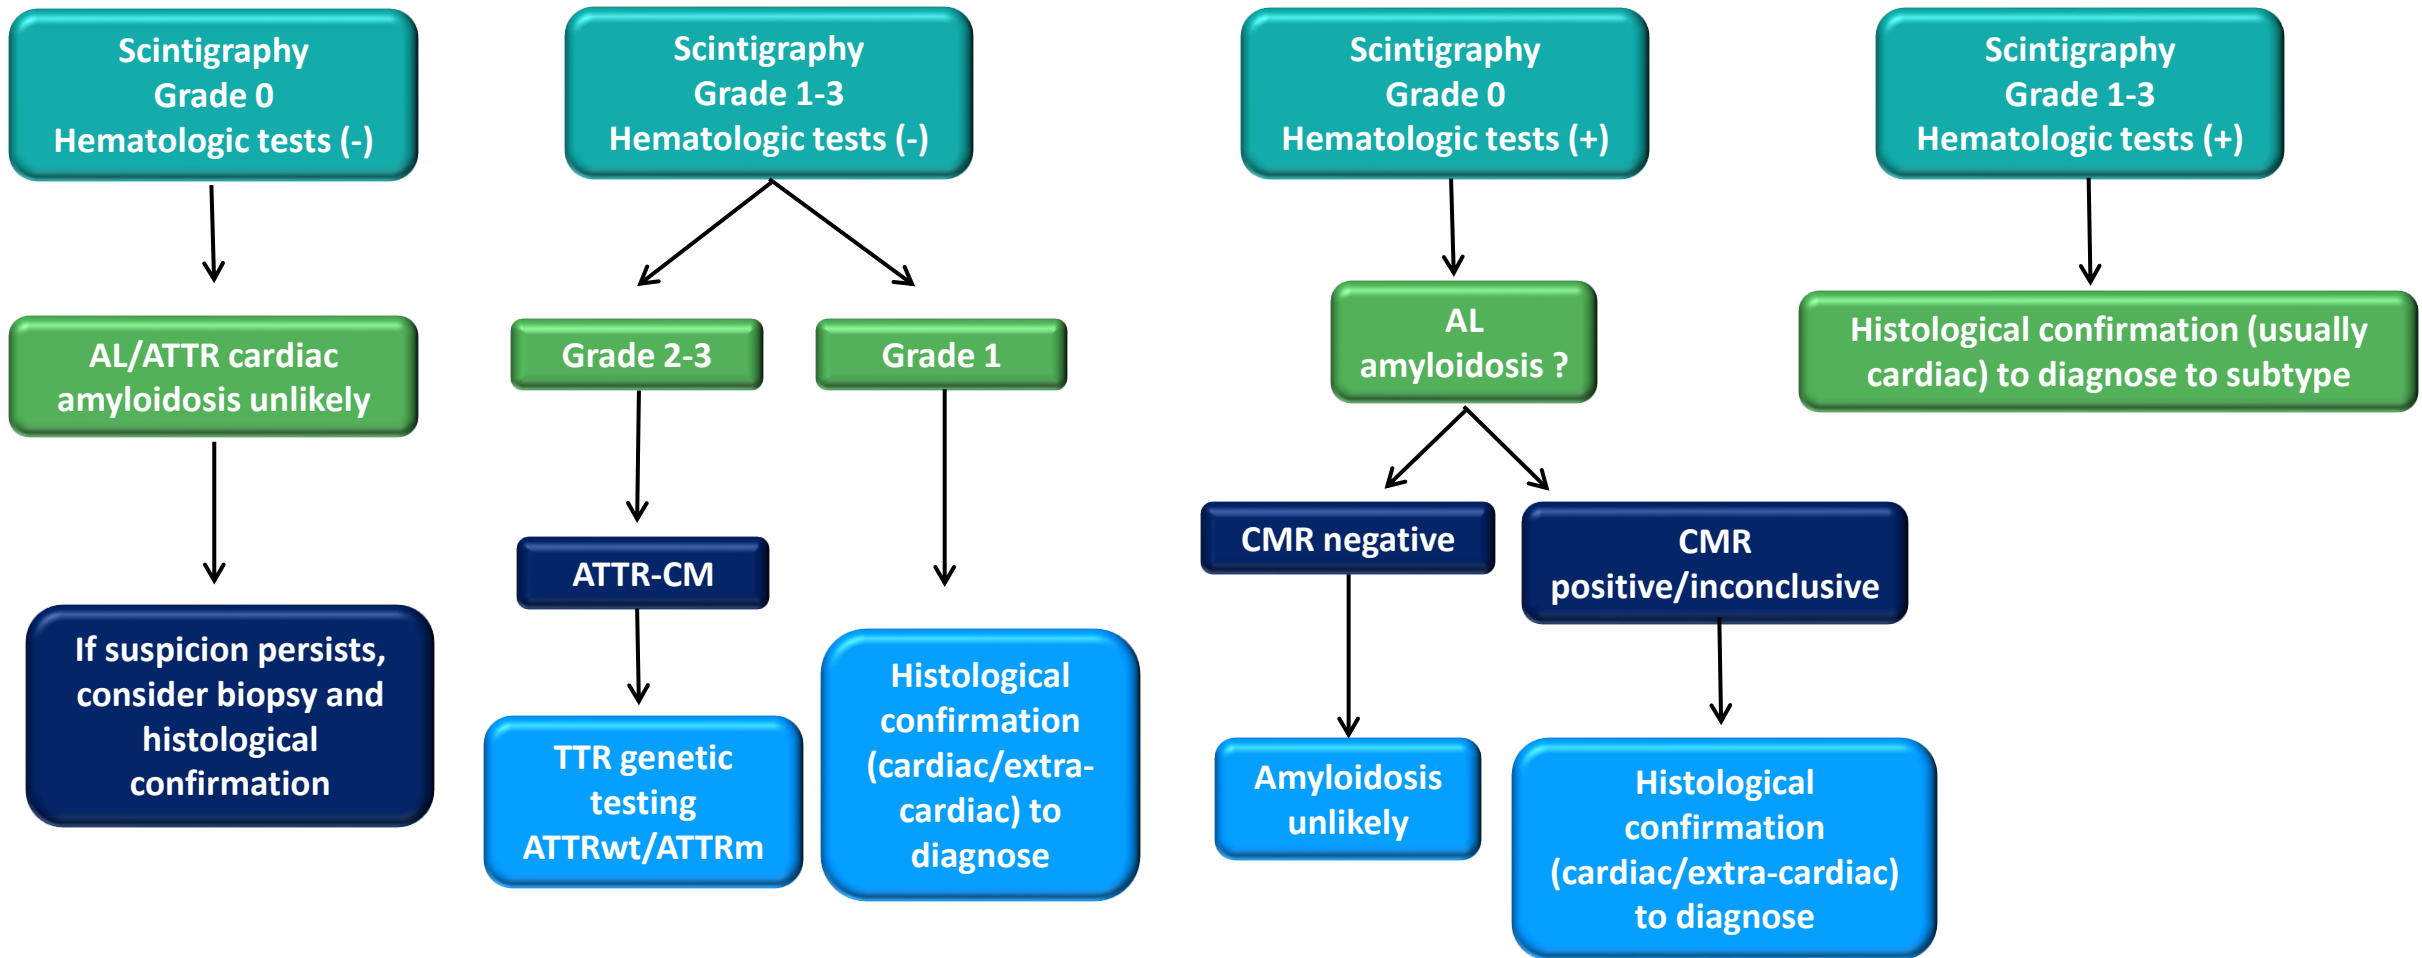 Scintigraphy
Grade 0
Hematologic tests (-)
AL/ATTR cardiac
amyloidosis unlikely
If suspicion persists,
consider biopsy and
histological
confirmation
Scintigraphy
Grade 1-3
Hematologic tests (-)
Grade 2-3
ATTR-CM
TTR genetic
testing
ATTRwt/ATTRm
Grade 1
Histological
confirmation
(cardiac/extra-
cardiac) to
diagnose
Scintigraphy
Grade 0
Hematologic tests (+)
AL
amyloidosis ?
CMR negative
Amyloidosis
unlikely
CMR
positive/inconclusive
Histological
confirmation
(cardiac/extra-cardiac)
to diagnose
Scintigraphy
Grade 1-3
Hematologic tests (+)
Histological confirmation (usually
cardiac) to diagnose to subtype